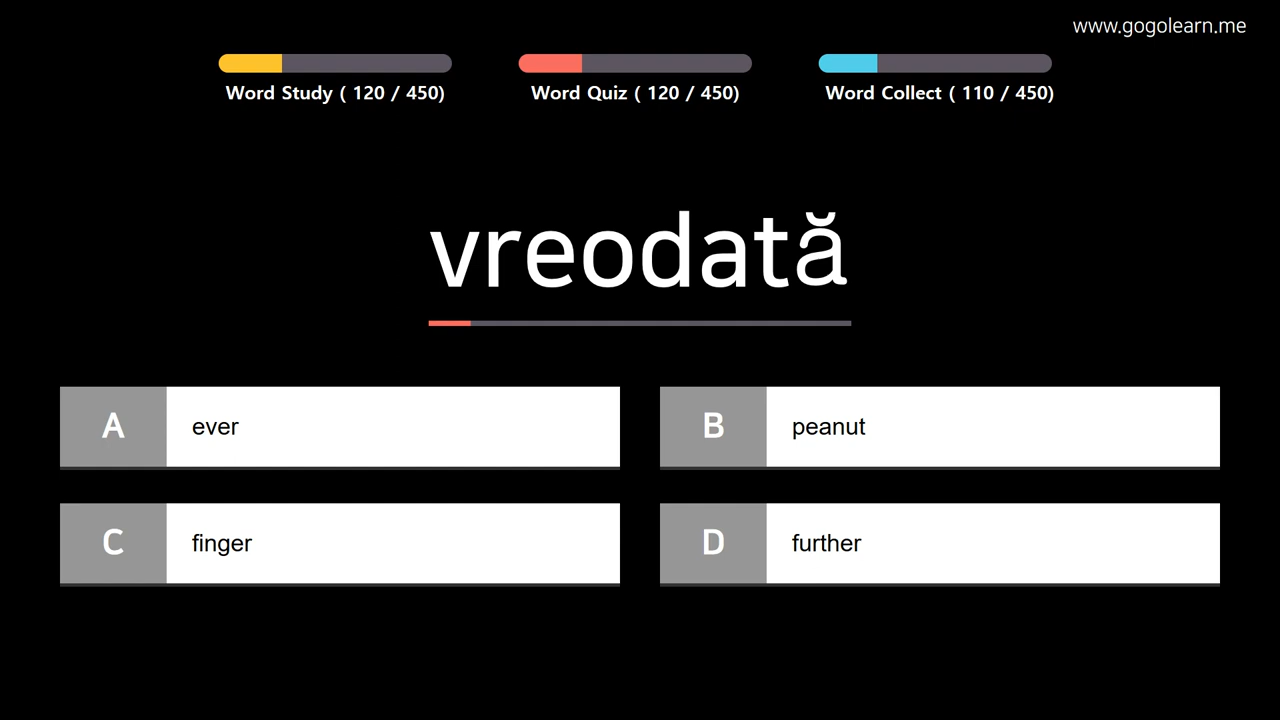 www.gogolearn.me
Word Study ( 120 / 450)
Word Quiz ( 120 / 450)
Word Collect ( 110 / 450)
vreodată
A ever
B peanut
C finger
D further